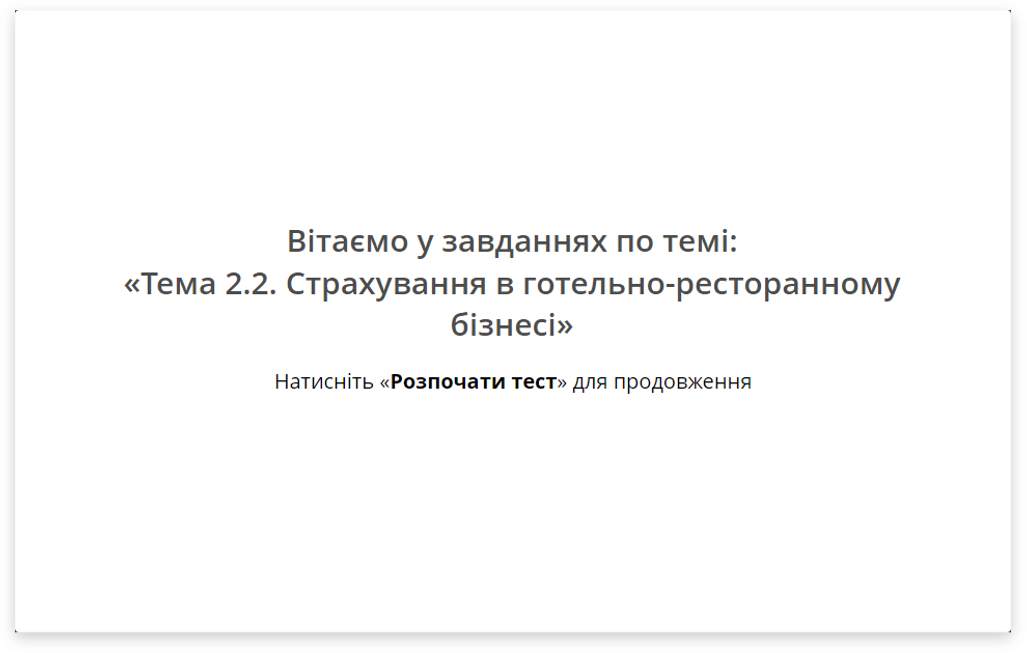 Вітаємо у завданнях по темі:
«Тема 2.2. Страхування в готельно-ресторанному
бізнесі»
Натисніть «Розпочати тест» для продовження